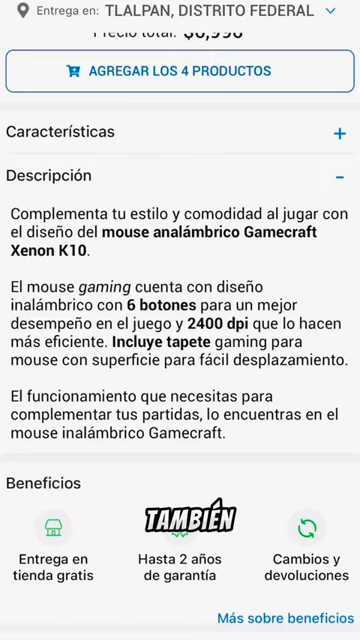 Entrega en: TLALPAN, DISTRITO FEDERAL
Precio total: $6,996
AGREGAR LOS 4 PRODUCTOS
Características
Descripción
Complementa tu estilo y comodidad al jugar con
el diseño del mouse analámbrico Gamecraft
Xenon K10.
El mouse gaming cuenta con diseño
inalámbrico con 6 botones para un mejor
desempeño en el juego y 2400 dpi que lo hacen
más eficiente. Incluye tapete gaming para
mouse con superficie para fácil desplazamiento.
El funcionamiento que necesitas para
complementar tus partidas, lo encuentras en el
mouse inalámbrico Gamecraft.
Beneficios
TAMBIÉN
Entrega en
tienda gratis
Hasta 2 años
de garantía
Cambios y
devoluciones
Más sobre beneficios